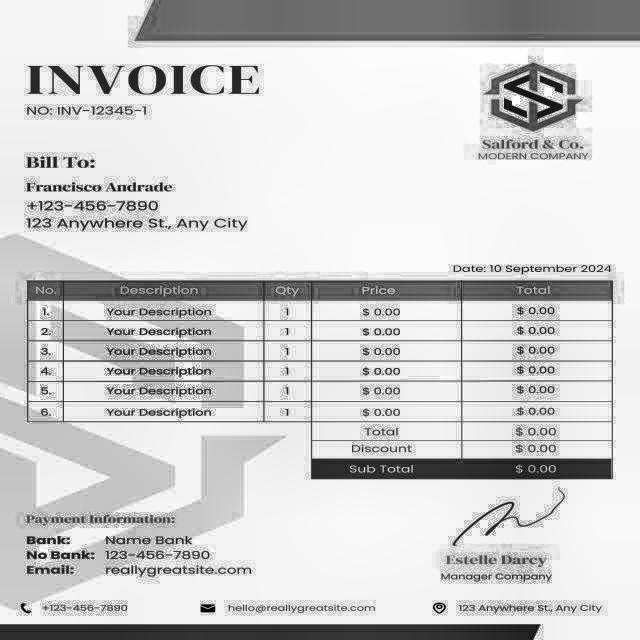 INVOICE
NO: INV-12345-1
Salford & Co.
MODERN COMPANY
Bill To:
Francisco Andrade
+123-456-7890
123 Anywhere St., Any City
Date: 10 September 2024
No. Description Qty Price Total
1. Your Description 1 $ 0.00 $ 0.00
2. Your Description 1 $ 0.00 $ 0.00
3. Your Description 1 $ 0.00 $ 0.00
4. Your Description 1 $ 0.00 $ 0.00
5. Your Description 1 $ 0.00 $ 0.00
6. Your Description 1 $ 0.00 $ 0.00
Total $ 0.00
Discount $ 0.00
Sub Total $ 0.00
Payment Information:
Bank: Name Bank
No Bank: 123-456-7890
Email: reallygreatsite.com
Estelle Darcy
Manager Company
+123-456-7890 hello@reallygreatsite.com 123 Anywhere St., Any City